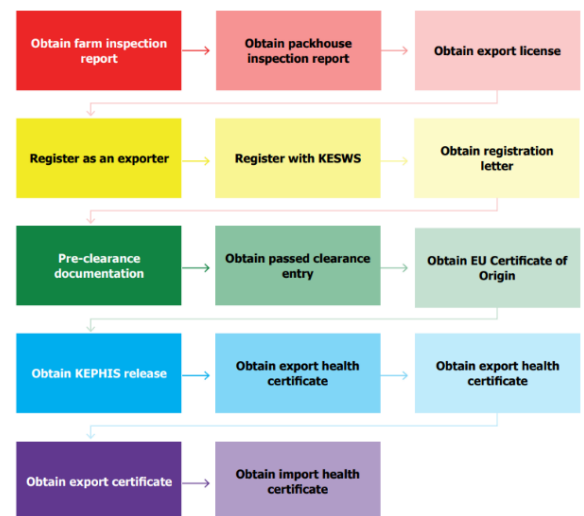 Obtain farm inspection
report
Obtain packhouse
inspection report
Obtain export license
Register as an exporter
Register with KESWS
Obtain registration
letter
Pre-clearance
documentation
Obtain passed clearance
entry
Obtain EU Certificate of
Origin
Obtain KEPHIS release
Obtain export health
certificate
Obtain export health
certificate
Obtain export certificate
Obtain import health
certificate